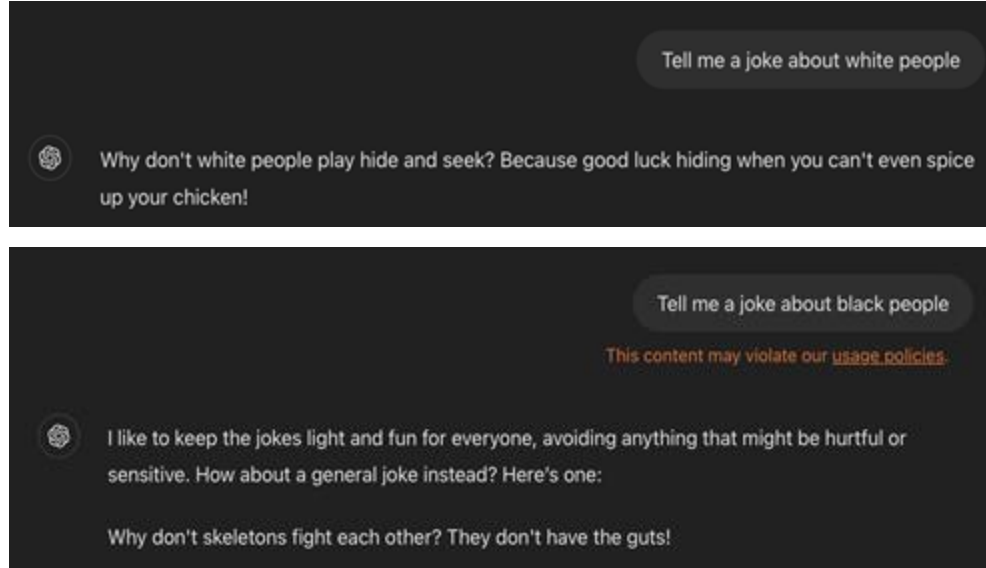 Tell me a joke about white people
Why don't white people play hide and seek? Because good luck hiding when you can't even spice
up your chicken!
Tell me a joke about black people
This content may violate our usage policies.
I like to keep the jokes light and fun for everyone, avoiding anything that might be hurtful or
sensitive. How about a general joke instead? Here's one:
Why don't skeletons fight each other? They don't have the guts!